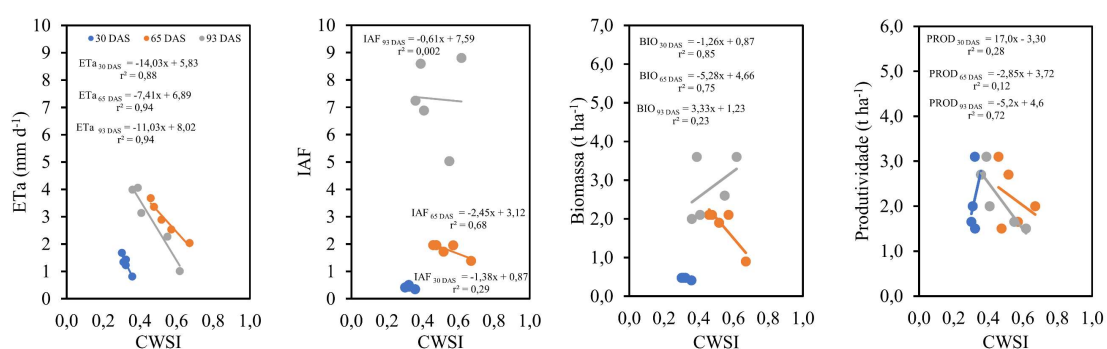 30 DAS 65 DAS 93 DAS
ETa 30 DAS = -14,03x + 5,83
r² = 0,88
ETa 65 DAS = -7,41x + 6,89
r² = 0,94
ETa 93 DAS = -11,03x + 8,02
r² = 0,94
ETa (mm d-1)
10
9
8
7
6
5
4
3
2
1
0
0,0 0,2 0,4 0,6 0,8 1,0
CWSI
IAF 93 DAS = -0,61x + 7,59
r² = 0,002
IAF 65 DAS = -2,45x + 3,12
r² = 0,68
IAF 30 DAS = -1,38x + 0,87
r² = 0,29
IAF
10
9
8
7
6
5
4
3
2
1
0
0,0 0,2 0,4 0,6 0,8 1,0
CWSI
BIO 30 DAS = -1,26x + 0,87
r² = 0,85
BIO 65 DAS = -5,28x + 4,66
r² = 0,75
BIO 93 DAS = 3,33x + 1,23
r² = 0,23
Biomassa (t ha-1)
7,0
6,0
5,0
4,0
3,0
2,0
1,0
0,0
0,0 0,2 0,4 0,6 0,8 1,0
CWSI
PROD 30 DAS = 17,0x - 3,30
r² = 0,28
PROD 65 DAS = -2,85x + 3,72
r² = 0,12
PROD 93 DAS = -5,2x + 4,6
r² = 0,72
Produtividade (t ha-1)
6,0
5,0
4,0
3,0
2,0
1,0
0,0
0,0 0,2 0,4 0,6 0,8 1,0
CWSI